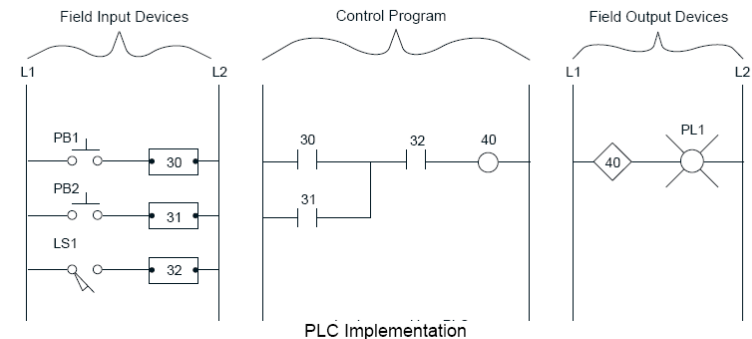 Field Input Devices
Control Program
Field Output Devices
L1
L2
L1
L2
PB1
30
PB2
31
LS1
32
30
32
40
31
40
PL1
PLC Implementation